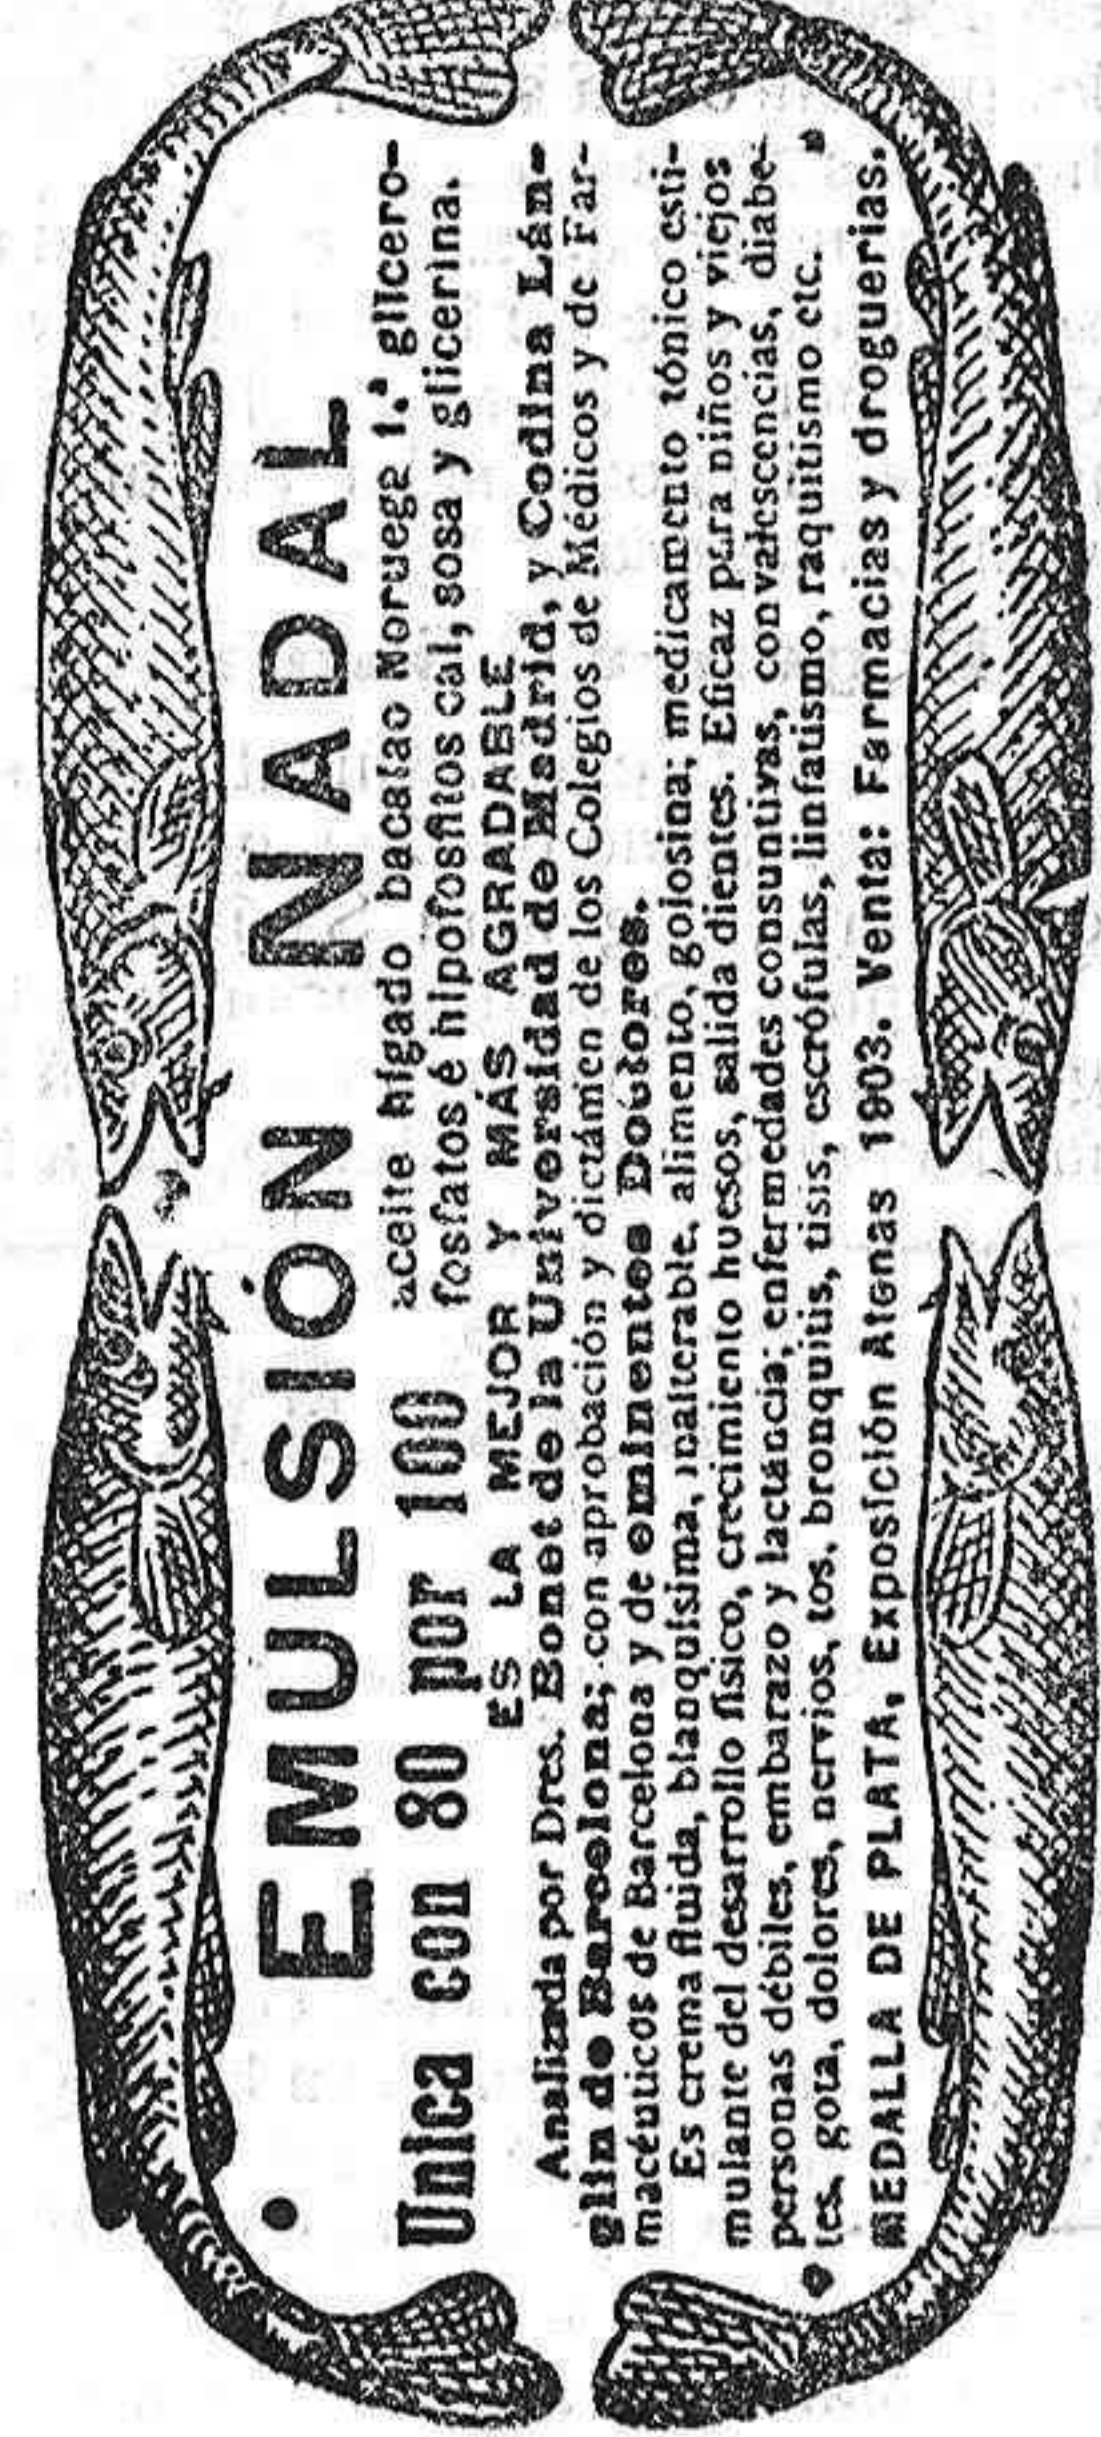 EMULSIÓN NADAL
Unica con 80 por 100 aceite hígado bacalao Noruega 1.ª glicero-
fosfatos é hipofosfitos cal, sosa y glicerina.
ES LA MEJOR Y MÁS AGRADABLE
Analizada por Dres. Bonet de la Universidad de Madrid, y Codina Lán-
glin de Barcelona; con aprobación y dictámen de los Colegios de Médicos y de Far-
macéuticos de Barcelona y de eminentes Doctores.
Es crema fluida, blanquísima, inalterable, alimento, golosina; medicamento tónico esti-
mulante del desarrollo físico, crecimiento huesos, salida dientes. Eficaz para niños y viejos
personas débiles, embarazo y lactancia; enfermedades consuntivas, convalescencias, diabe-
tes, gota, dolores, nervios, tos, bronquitis, tisis, escrófulas, linfatismo, raquitismo etc.
MEDALLA DE PLATA, Exposición Atenas 1903. Venta: Farmacias y droguerias.